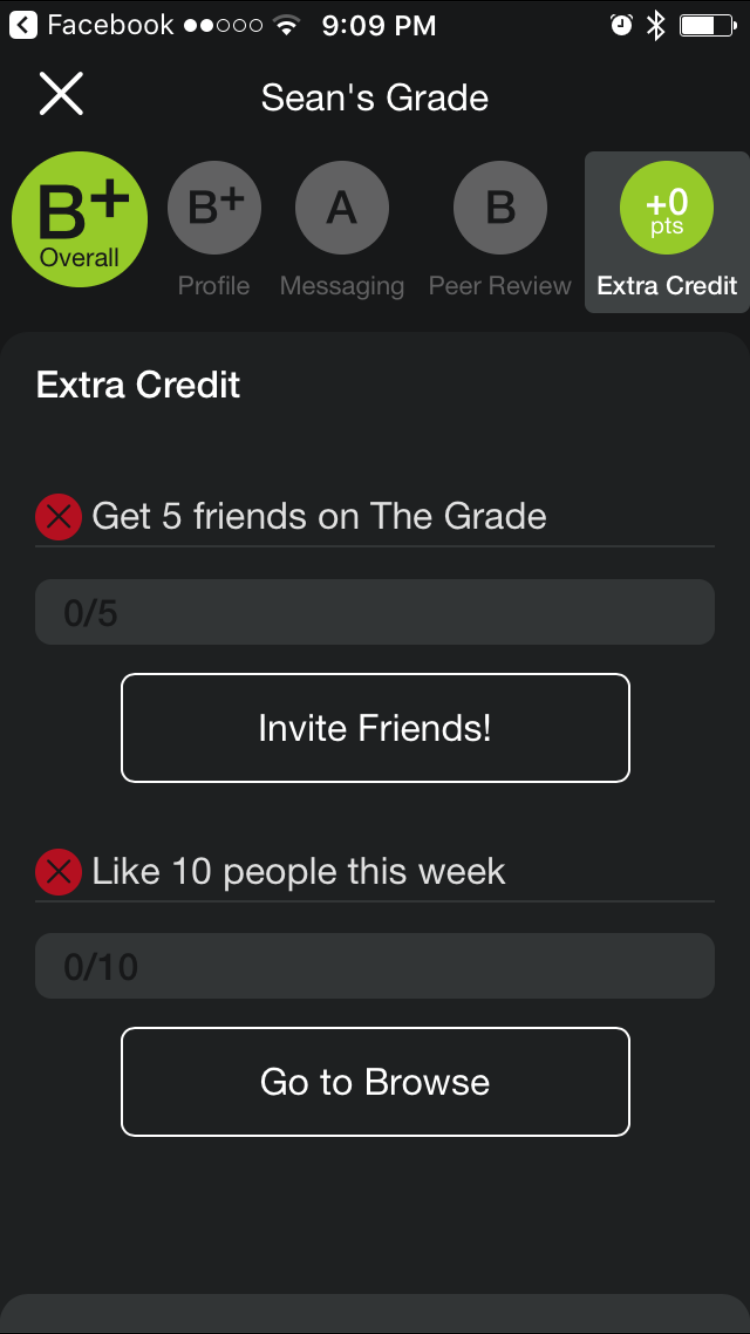 Facebook 9:09 PM
Sean's Grade
B+ B+ A B +0
Overall pts
Profile Messaging Peer Review Extra Credit
Extra Credit
Get 5 friends on The Grade
0/5
Invite Friends!
Like 10 people this week
0/10
Go to Browse